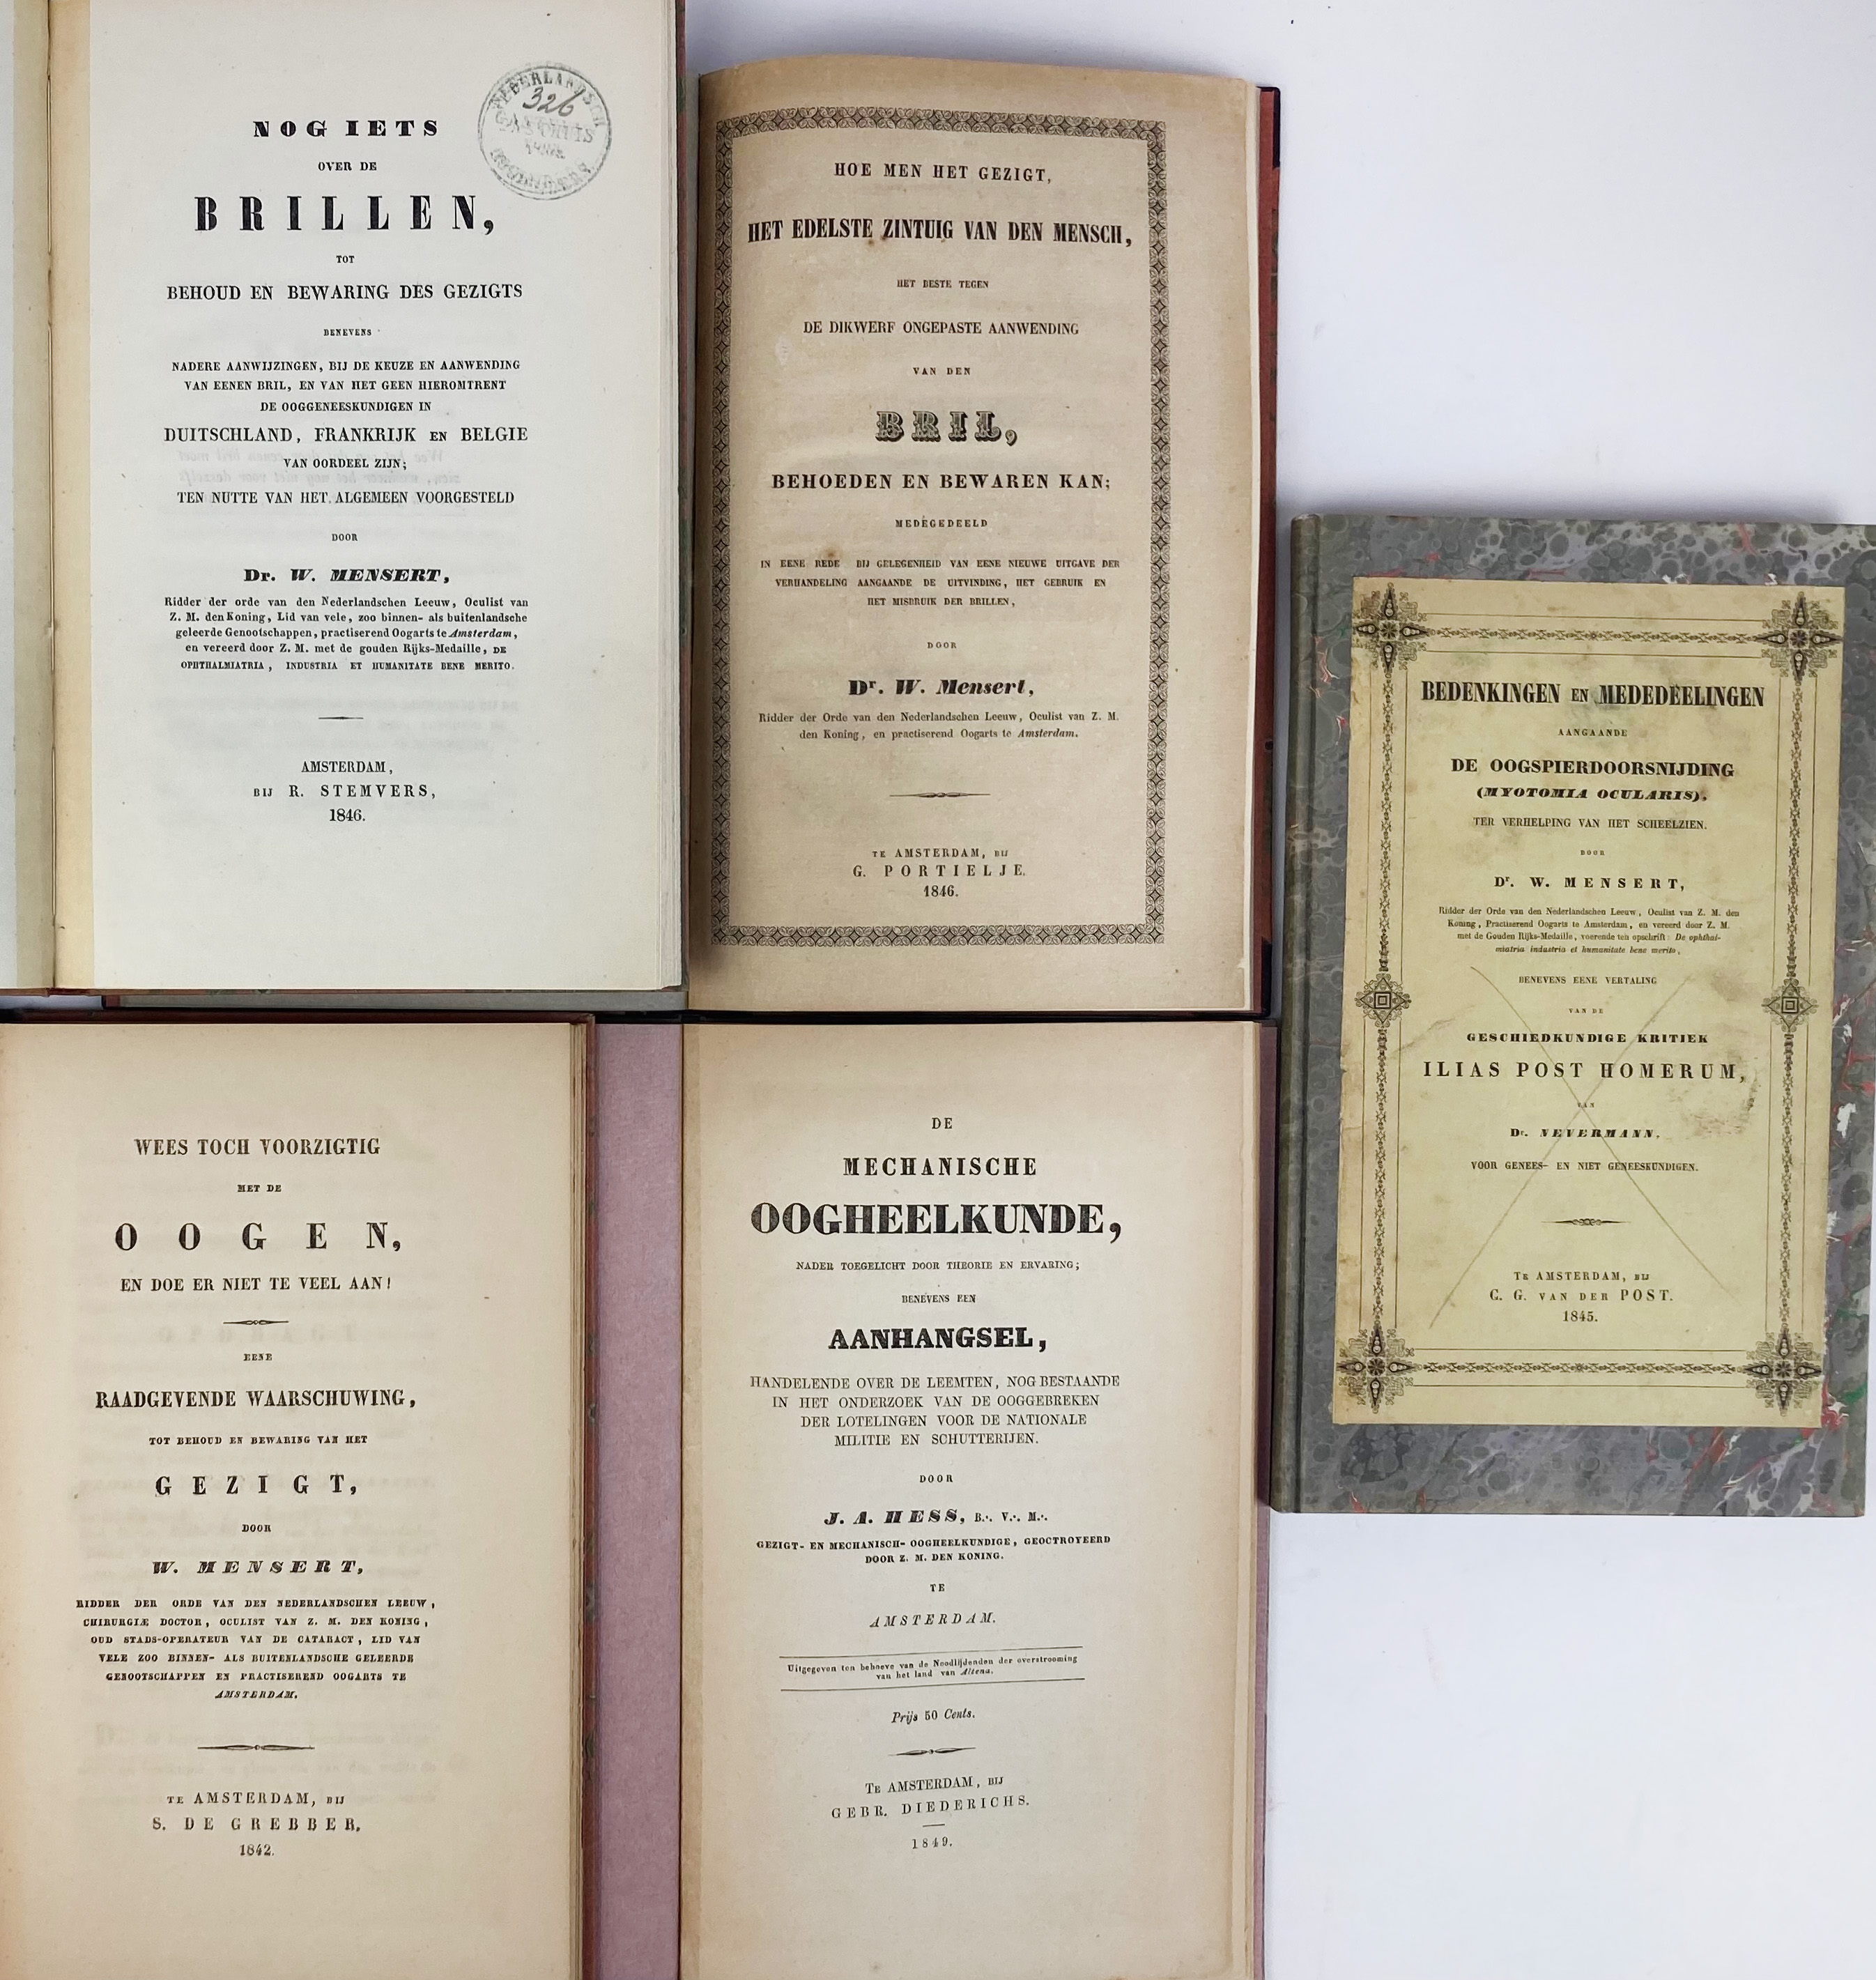 NOG IETS
OVER DE
BRILLEN,
TOT
BEHOUD EN BEWARING DES GEZIGTS
BENEVENS
NADERE AANWIJZINGEN, BIJ DE KEUZE EN AANWENDING
VAN EENEN BRIL, EN VAN HET GEEN HIEROMTRENT
DE OOGGENEESKUNDIGEN IN
DUITSCHLAND, FRANKRIJK EN BELGIE
VAN OORDEEL ZIJN;
TEN NUTTE VAN HET ALGEMEEN VOORGESTELD
DOOR
Dr. W. MENSERT,
Ridder der orde van den Nederlandschen Leeuw, Oculist van
Z. M. den Koning, Lid van vele, zoo binnen- als buitenlandsche
geleerde Genootschappen, practiserend Oogarts te Amsterdam,
en vereerd door Z. M. met de gouden Rijks-Medaille, DE
OPHTHALMIATRIA, INDUSTRIA ET HUMANITATE BENE MERITO.
AMSTERDAM,
BIJ R. STEMVERS,
1846.
NEDERLANDSCH
326
GASTHUIS
HOE MEN HET GEZIGT,
HET EDELSTE ZINTUIG VAN DEN MENSCH,
HET BESTE TEGEN
DE DIKWERF ONGEPASTE AANWENDING
VAN DEN
BRIL,
BEHOEDEN EN BEWAREN KAN;
MEDEGEDEELD
IN EENE REDE BIJ GELEGENHEID VAN EENE NIEUWE UITGAVE DER
VERHANDELING AANGAANDE DE UITVINDING, HET GEBRUIK EN
HET MISBRUIK DER BRILLEN,
DOOR
Dr. W. Mensert,
Ridder der Orde van den Nederlandschen Leeuw, Oculist van Z. M.
den Koning, en practiserend Oogarts te Amsterdam.
TE AMSTERDAM, BIJ
G. PORTIELJE.
1846.
BEDENKINGEN EN MEDEDEELINGEN
AANGAANDE
DE OOGSPIERDOORSNIJDING
(MYOTOMIA OCULARIS),
TER VERHELPING VAN HET SCHEELZIEN.
DOOR
Dr. W. MENSERT,
Ridder der Orde van den Nederlandschen Leeuw, Oculist van Z. M. den
Koning, Practiserend Oogarts te Amsterdam, en vereerd door Z. M.
met de Gouden Rijks-Medaille, voerende ten opschrift: De ophthal-
miatria industria et humanitate bene merito,
BENEVENS EENE VERTALING
VAN DE
GESCHIEDKUNDIGE KRITIEK
ILIAS POST HOMERUM,
VAN
Dr. NEVERMANN.
VOOR GENEES- EN NIET GENEESKUNDIGEN.
TE AMSTERDAM, BIJ
C. G. VAN DER POST.
1845.
WEES TOCH VOORZIGTIG
MET DE
OOGEN,
EN DOE ER NIET TE VEEL AAN!
EENE
RAADGEVENDE WAARSCHUWING,
TOT BEHOUD EN BEWARING VAN HET
GEZIGT,
DOOR
W. MENSERT,
RIDDER DER ORDE VAN DEN NEDERLANDSCHEN LEEUW,
CHIRURGIÆ DOCTOR, OCULIST VAN Z. M. DEN KONING,
OUD STADS-OPERATEUR VAN DE CATARACT, LID VAN
VELE ZOO BINNEN- ALS BUITENLANDSCHE GELEERDE
GENOOTSCHAPPEN EN PRACTISEREND OOGARTS TE
AMSTERDAM.
TE AMSTERDAM, BIJ
S. DE GREBBER.
1842.
DE
MECHANISCHE
OOGHEELKUNDE,
NADER TOEGELICHT DOOR THEORIE EN ERVARING;
BENEVENS EEN
AANHANGSEL,
HANDELENDE OVER DE LEEMTEN, NOG BESTAANDE
IN HET ONDERZOEK VAN DE OOGGEBREKEN
DER LOTELINGEN VOOR DE NATIONALE
MILITIE EN SCHUTTERIJEN.
DOOR
J. A. HESS, B∴ V∴ M∴
GEZIGT- EN MECHANISCH- OOGHEELKUNDIGE, GEOCTROYEERD
DOOR Z. M. DEN KONING.
TE
AMSTERDAM.
Uitgegeven ten behoeve van de Noodlijdenden der overstrooming
van het land van Altena.
Prijs 50 Cents.
TE AMSTERDAM, BIJ
GEBR. DIEDERICHS.
1849.